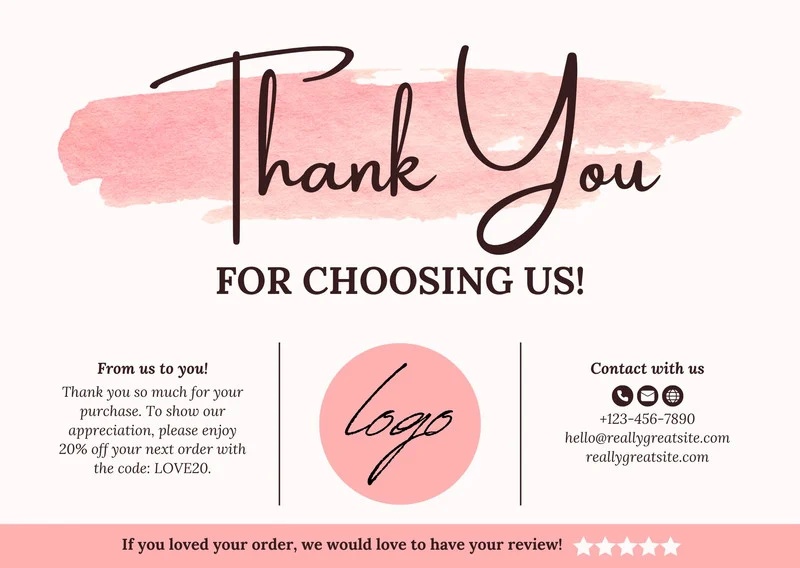 Thank You
FOR CHOOSING US!
From us to you!
Thank you so much for your
purchase. To show our
appreciation, please enjoy
20% off your next order with
the code: LOVE20.
logo
Contact with us
+123-456-7890
hello@reallygreatsite.com
reallygreatsite.com
If you loved your order, we would love to have your review!